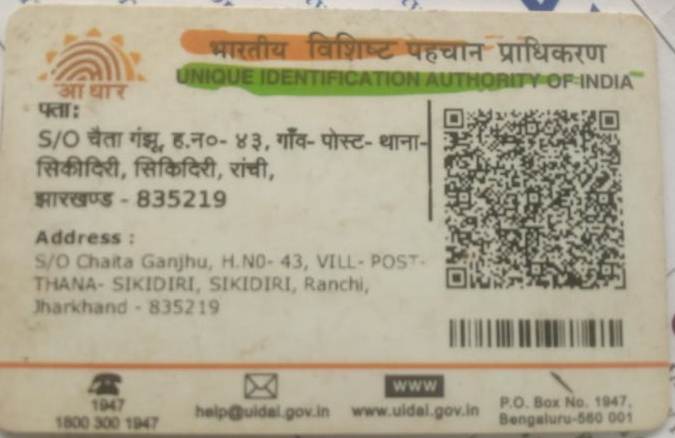 भारतीय विशिष्ट पहचान प्राधिकरण
UNIQUE IDENTIFICATION AUTHORITY OF INDIA
आधार
पता:
S/O चैता गंझू, ह.न०- ४३, गाँव- पोस्ट- थाना-
सिकीदिरी, सिकिदिरी, रांची,
झारखण्ड - 835219
Address :
S/O Chaita Ganjhu, H.N0- 43, VILL- POST-
THANA- SIKIDIRI, SIKIDIRI, Ranchi,
Jharkhand - 835219
1947
1800 300 1947
help@uidai.gov.in
www
www.uidai.gov.in
P.O. Box No. 1947,
Bengaluru-560 001